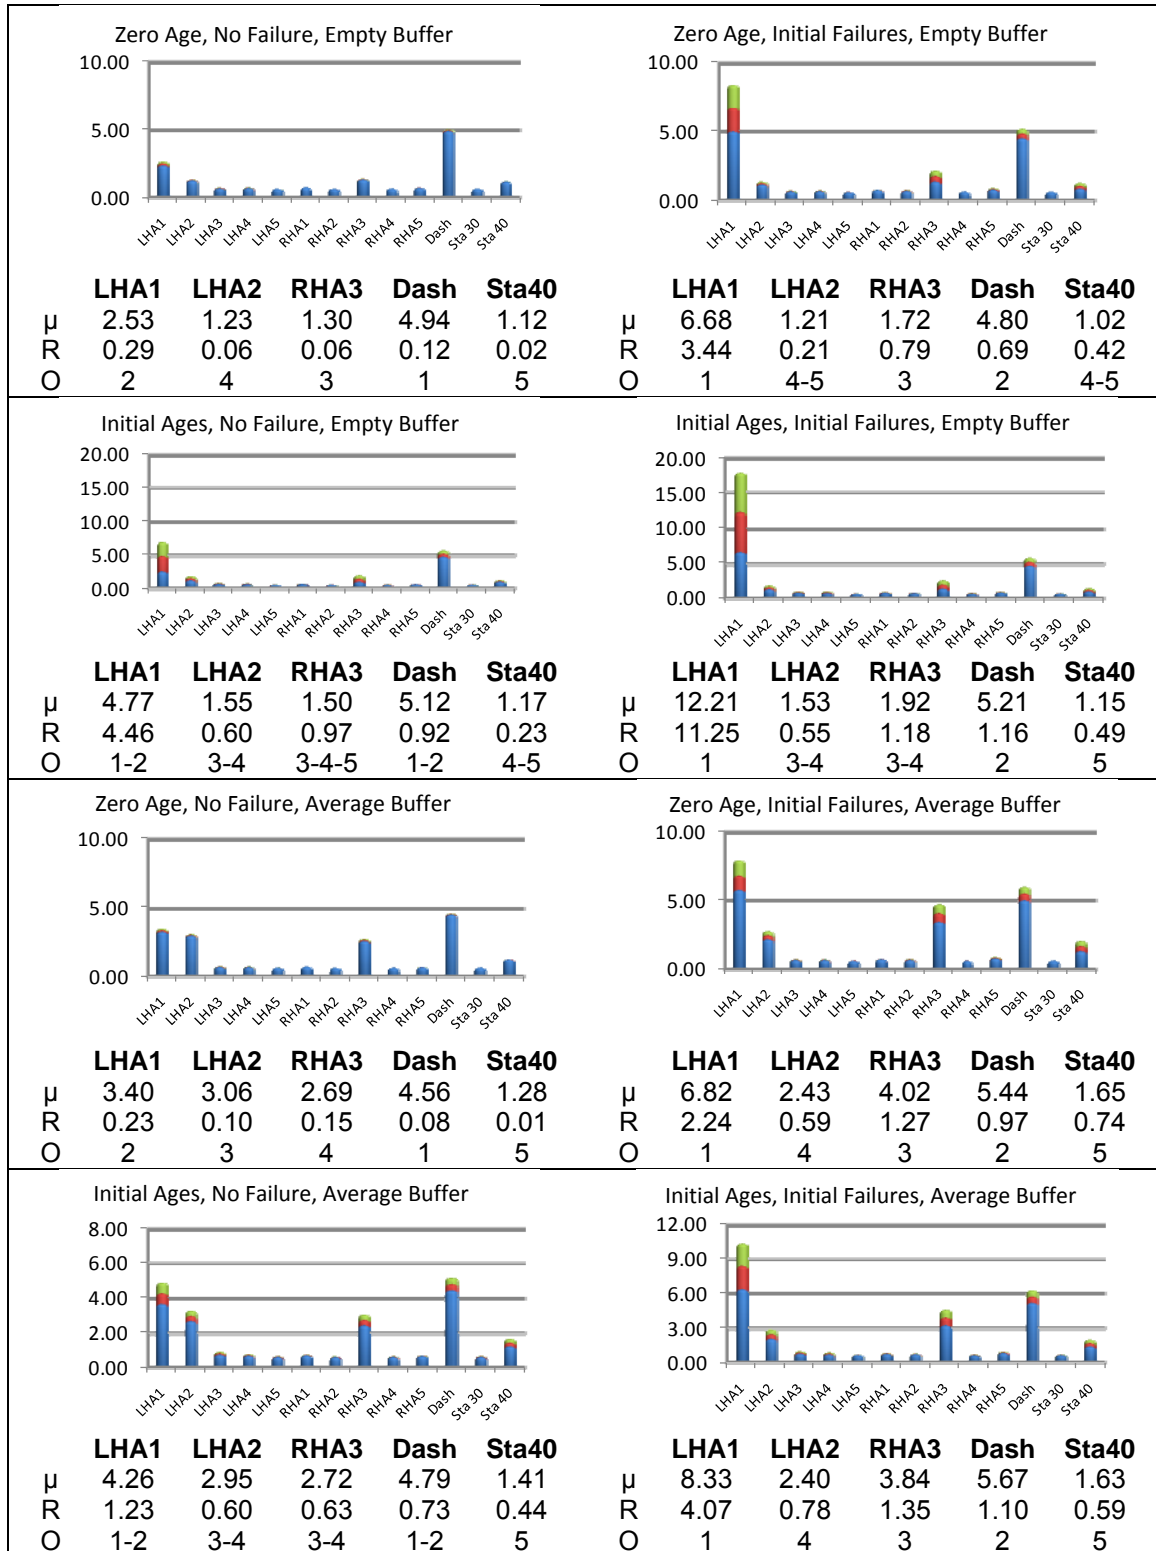 Zero Age, No Failure, Empty Buffer
10.00
5.00
0.00
LHA1 LHA2 LHA3 LHA4 LHA5 RHA1 RHA2 RHA3 RHA4 RHA5 Dash Sta 30 Sta 40
LHA1 LHA2 RHA3 Dash Sta40
µ 2.53 1.23 1.30 4.94 1.12
R 0.29 0.06 0.06 0.12 0.02
O 2 4 3 1 5
Zero Age, Initial Failures, Empty Buffer
10.00
5.00
0.00
LHA1 LHA2 LHA3 LHA4 LHA5 RHA1 RHA2 RHA3 RHA4 RHA5 Dash Sta 30 Sta 40
LHA1 LHA2 RHA3 Dash Sta40
µ 6.68 1.21 1.72 4.80 1.02
R 3.44 0.21 0.79 0.69 0.42
O 1 4-5 3 2 4-5
Initial Ages, No Failure, Empty Buffer
20.00
15.00
10.00
5.00
0.00
LHA1 LHA2 LHA3 LHA4 LHA5 RHA1 RHA2 RHA3 RHA4 RHA5 Dash Sta 30 Sta 40
LHA1 LHA2 RHA3 Dash Sta40
µ 4.77 1.55 1.50 5.12 1.17
R 4.46 0.60 0.97 0.92 0.23
O 1-2 3-4 3-4-5 1-2 4-5
Initial Ages, Initial Failures, Empty Buffer
20.00
15.00
10.00
5.00
0.00
LHA1 LHA2 LHA3 LHA4 LHA5 RHA1 RHA2 RHA3 RHA4 RHA5 Dash Sta 30 Sta 40
LHA1 LHA2 RHA3 Dash Sta40
µ 12.21 1.53 1.92 5.21 1.15
R 11.25 0.55 1.18 1.16 0.49
O 1 3-4 3-4 2 5
Zero Age, No Failure, Average Buffer
10.00
5.00
0.00
LHA1 LHA2 LHA3 LHA4 LHA5 RHA1 RHA2 RHA3 RHA4 RHA5 Dash Sta 30 Sta 40
LHA1 LHA2 RHA3 Dash Sta40
µ 3.40 3.06 2.69 4.56 1.28
R 0.23 0.10 0.15 0.08 0.01
O 2 3 4 1 5
Zero Age, Initial Failures, Average Buffer
10.00
5.00
0.00
LHA1 LHA2 LHA3 LHA4 LHA5 RHA1 RHA2 RHA3 RHA4 RHA5 Dash Sta 30 Sta 40
LHA1 LHA2 RHA3 Dash Sta40
µ 6.82 2.43 4.02 5.44 1.65
R 2.24 0.59 1.27 0.97 0.74
O 1 4 3 2 5
Initial Ages, No Failure, Average Buffer
8.00
6.00
4.00
2.00
0.00
LHA1 LHA2 LHA3 LHA4 LHA5 RHA1 RHA2 RHA3 RHA4 RHA5 Dash Sta 30 Sta 40
LHA1 LHA2 RHA3 Dash Sta40
µ 4.26 2.95 2.72 4.79 1.41
R 1.23 0.60 0.63 0.73 0.44
O 1-2 3-4 3-4 1-2 5
Initial Ages, Initial Failures, Average Buffer
12.00
9.00
6.00
3.00
0.00
LHA1 LHA2 LHA3 LHA4 LHA5 RHA1 RHA2 RHA3 RHA4 RHA5 Dash Sta 30 Sta 40
LHA1 LHA2 RHA3 Dash Sta40
µ 8.33 2.40 3.84 5.67 1.63
R 4.07 0.78 1.35 1.10 0.59
O 1 4 3 2 5